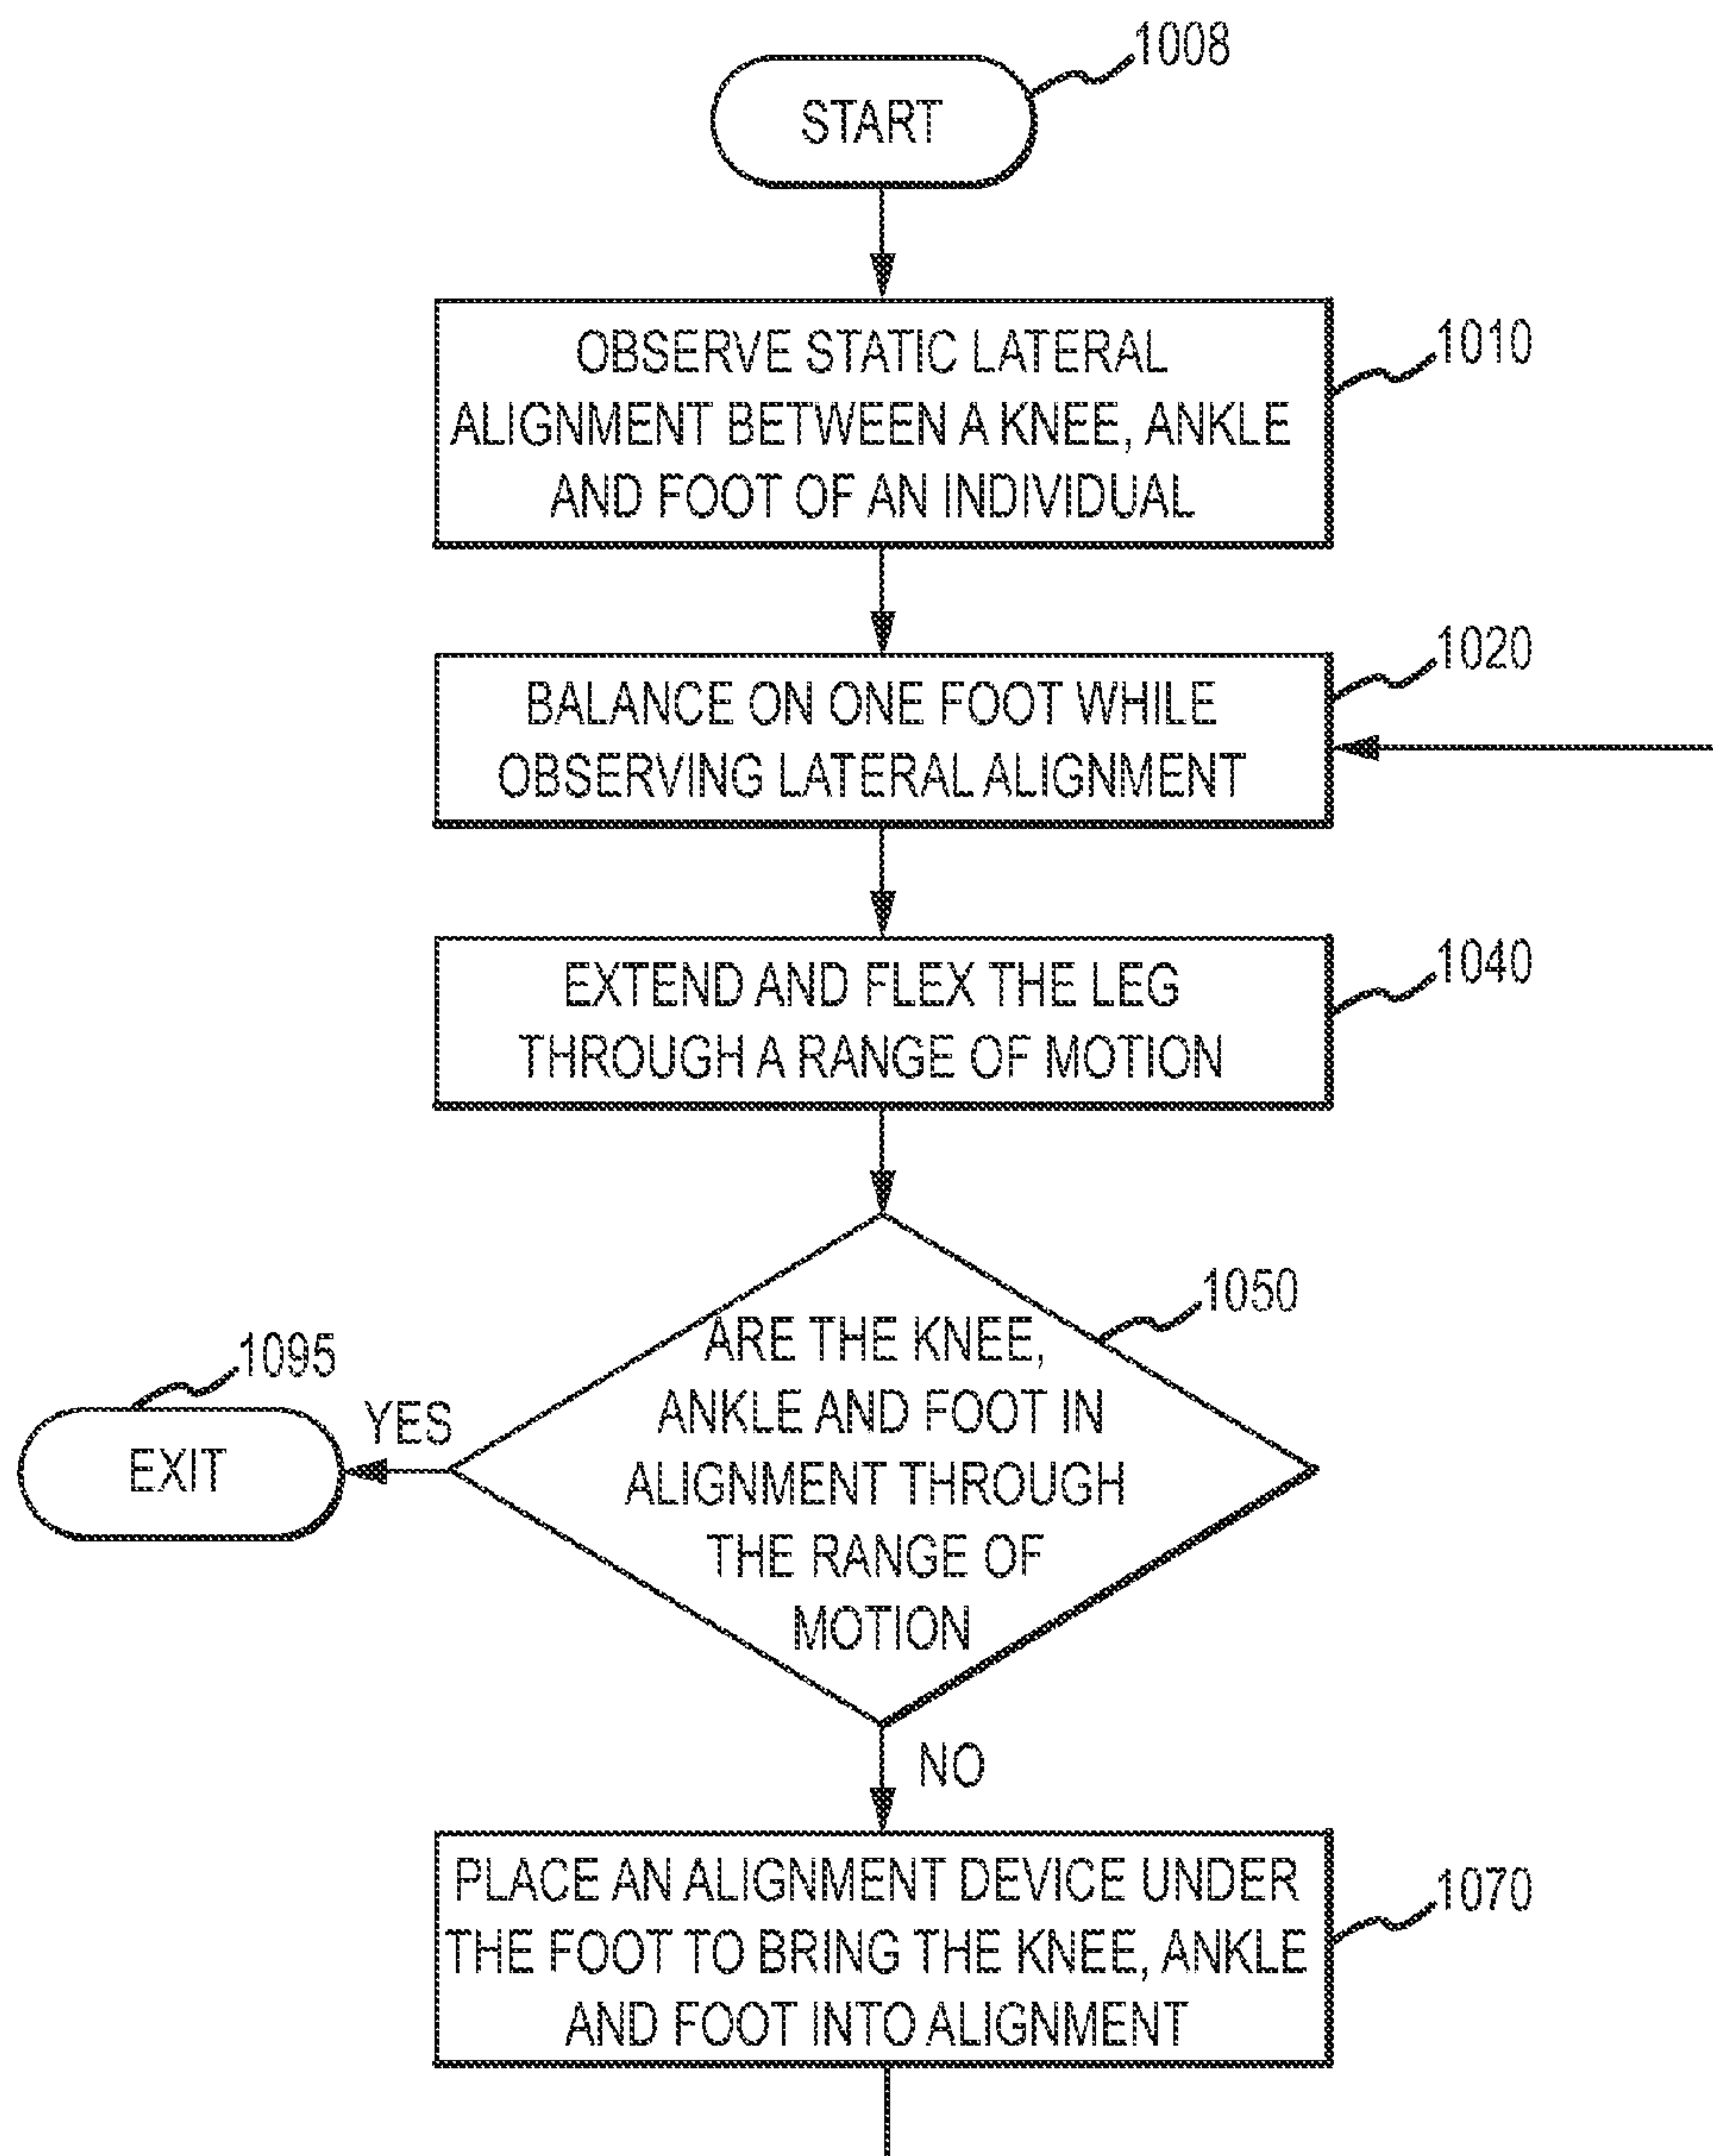 1008
START
OBSERVE STATIC LATERAL
ALIGNMENT BETWEEN A KNEE, ANKLE
AND FOOT OF AN INDIVIDUAL
1010
BALANCE ON ONE FOOT WHILE
OBSERVING LATERAL ALIGNMENT
1020
EXTEND AND FLEX THE LEG
THROUGH A RANGE OF MOTION
1040
ARE THE KNEE,
ANKLE AND FOOT IN
ALIGNMENT THROUGH
THE RANGE OF
MOTION
1050
1095
YES
EXIT
NO
PLACE AN ALIGNMENT DEVICE UNDER
THE FOOT TO BRING THE KNEE, ANKLE
AND FOOT INTO ALIGNMENT
1070